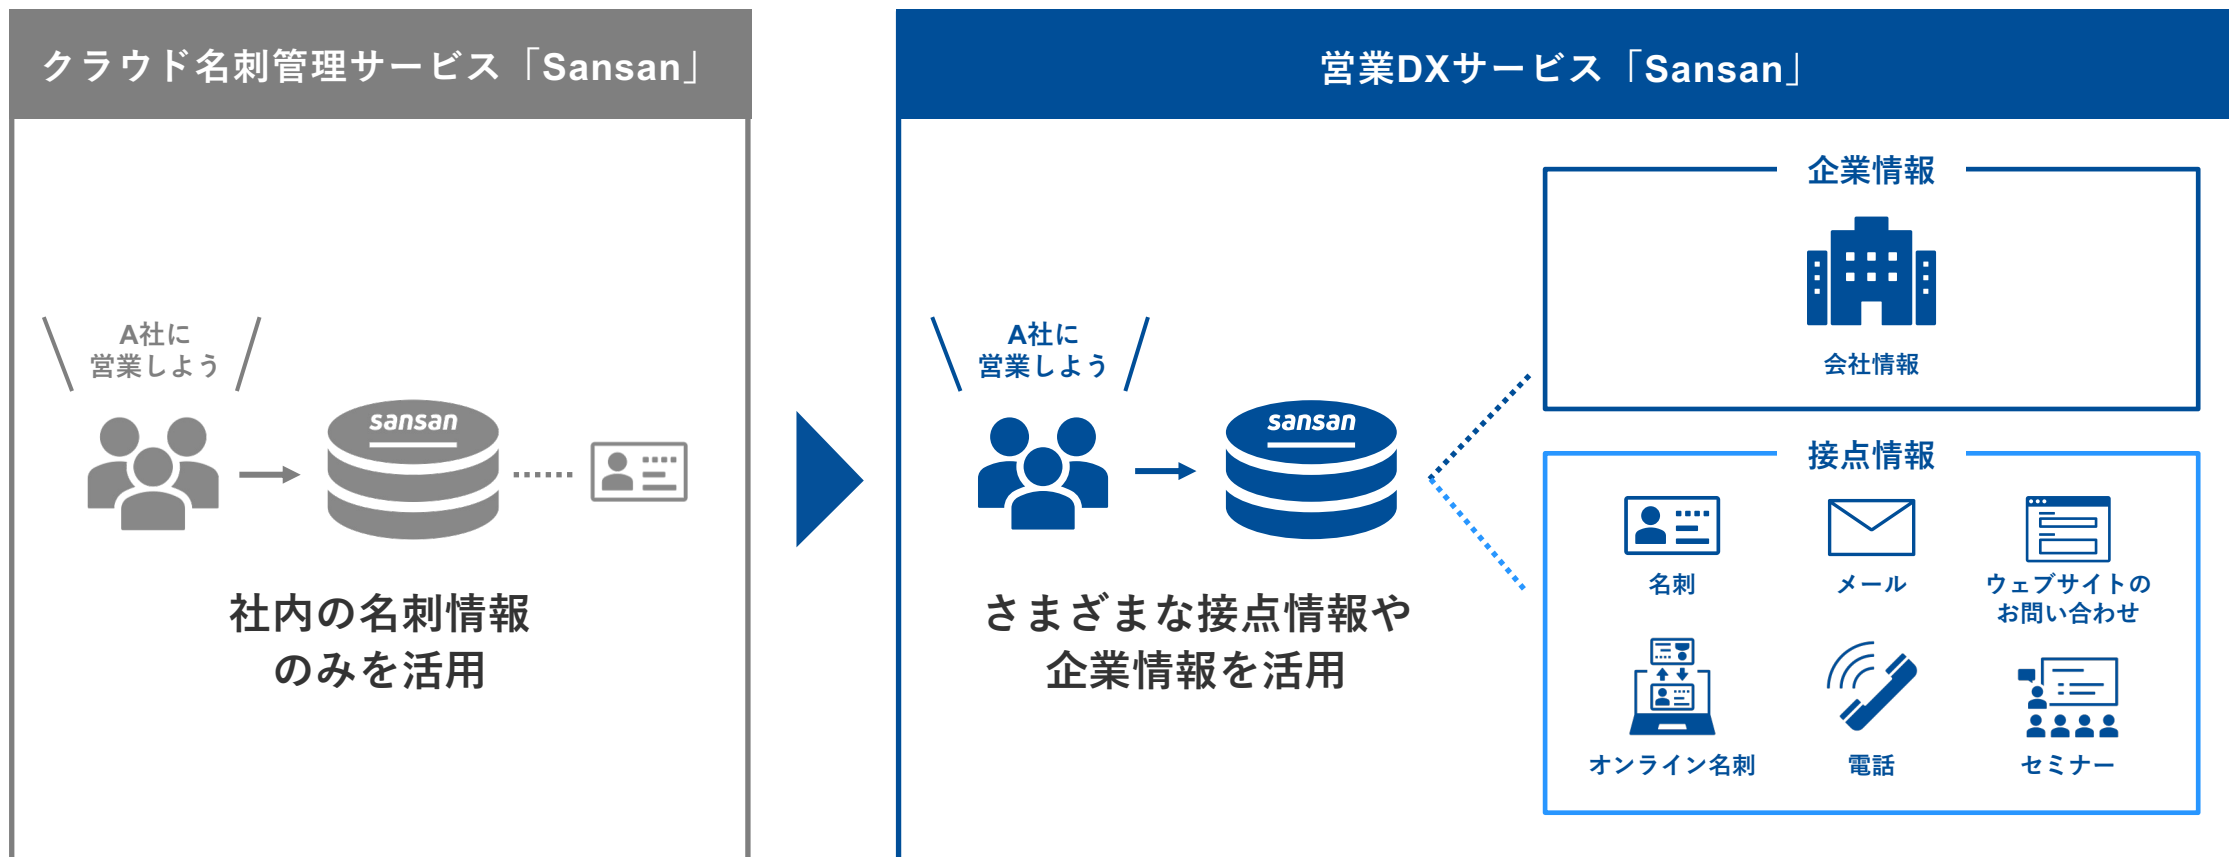 クラウド名刺管理サービス「Sansan」
A社に
営業しよう
sansan
社内の名刺情報
のみを活用
営業DXサービス「Sansan」
A社に
営業しよう
sansan
さまざまな接点情報や
企業情報を活用
企業情報
会社情報
接点情報
名刺
メール
ウェブサイトの
お問い合わせ
オンライン名刺
電話
セミナー